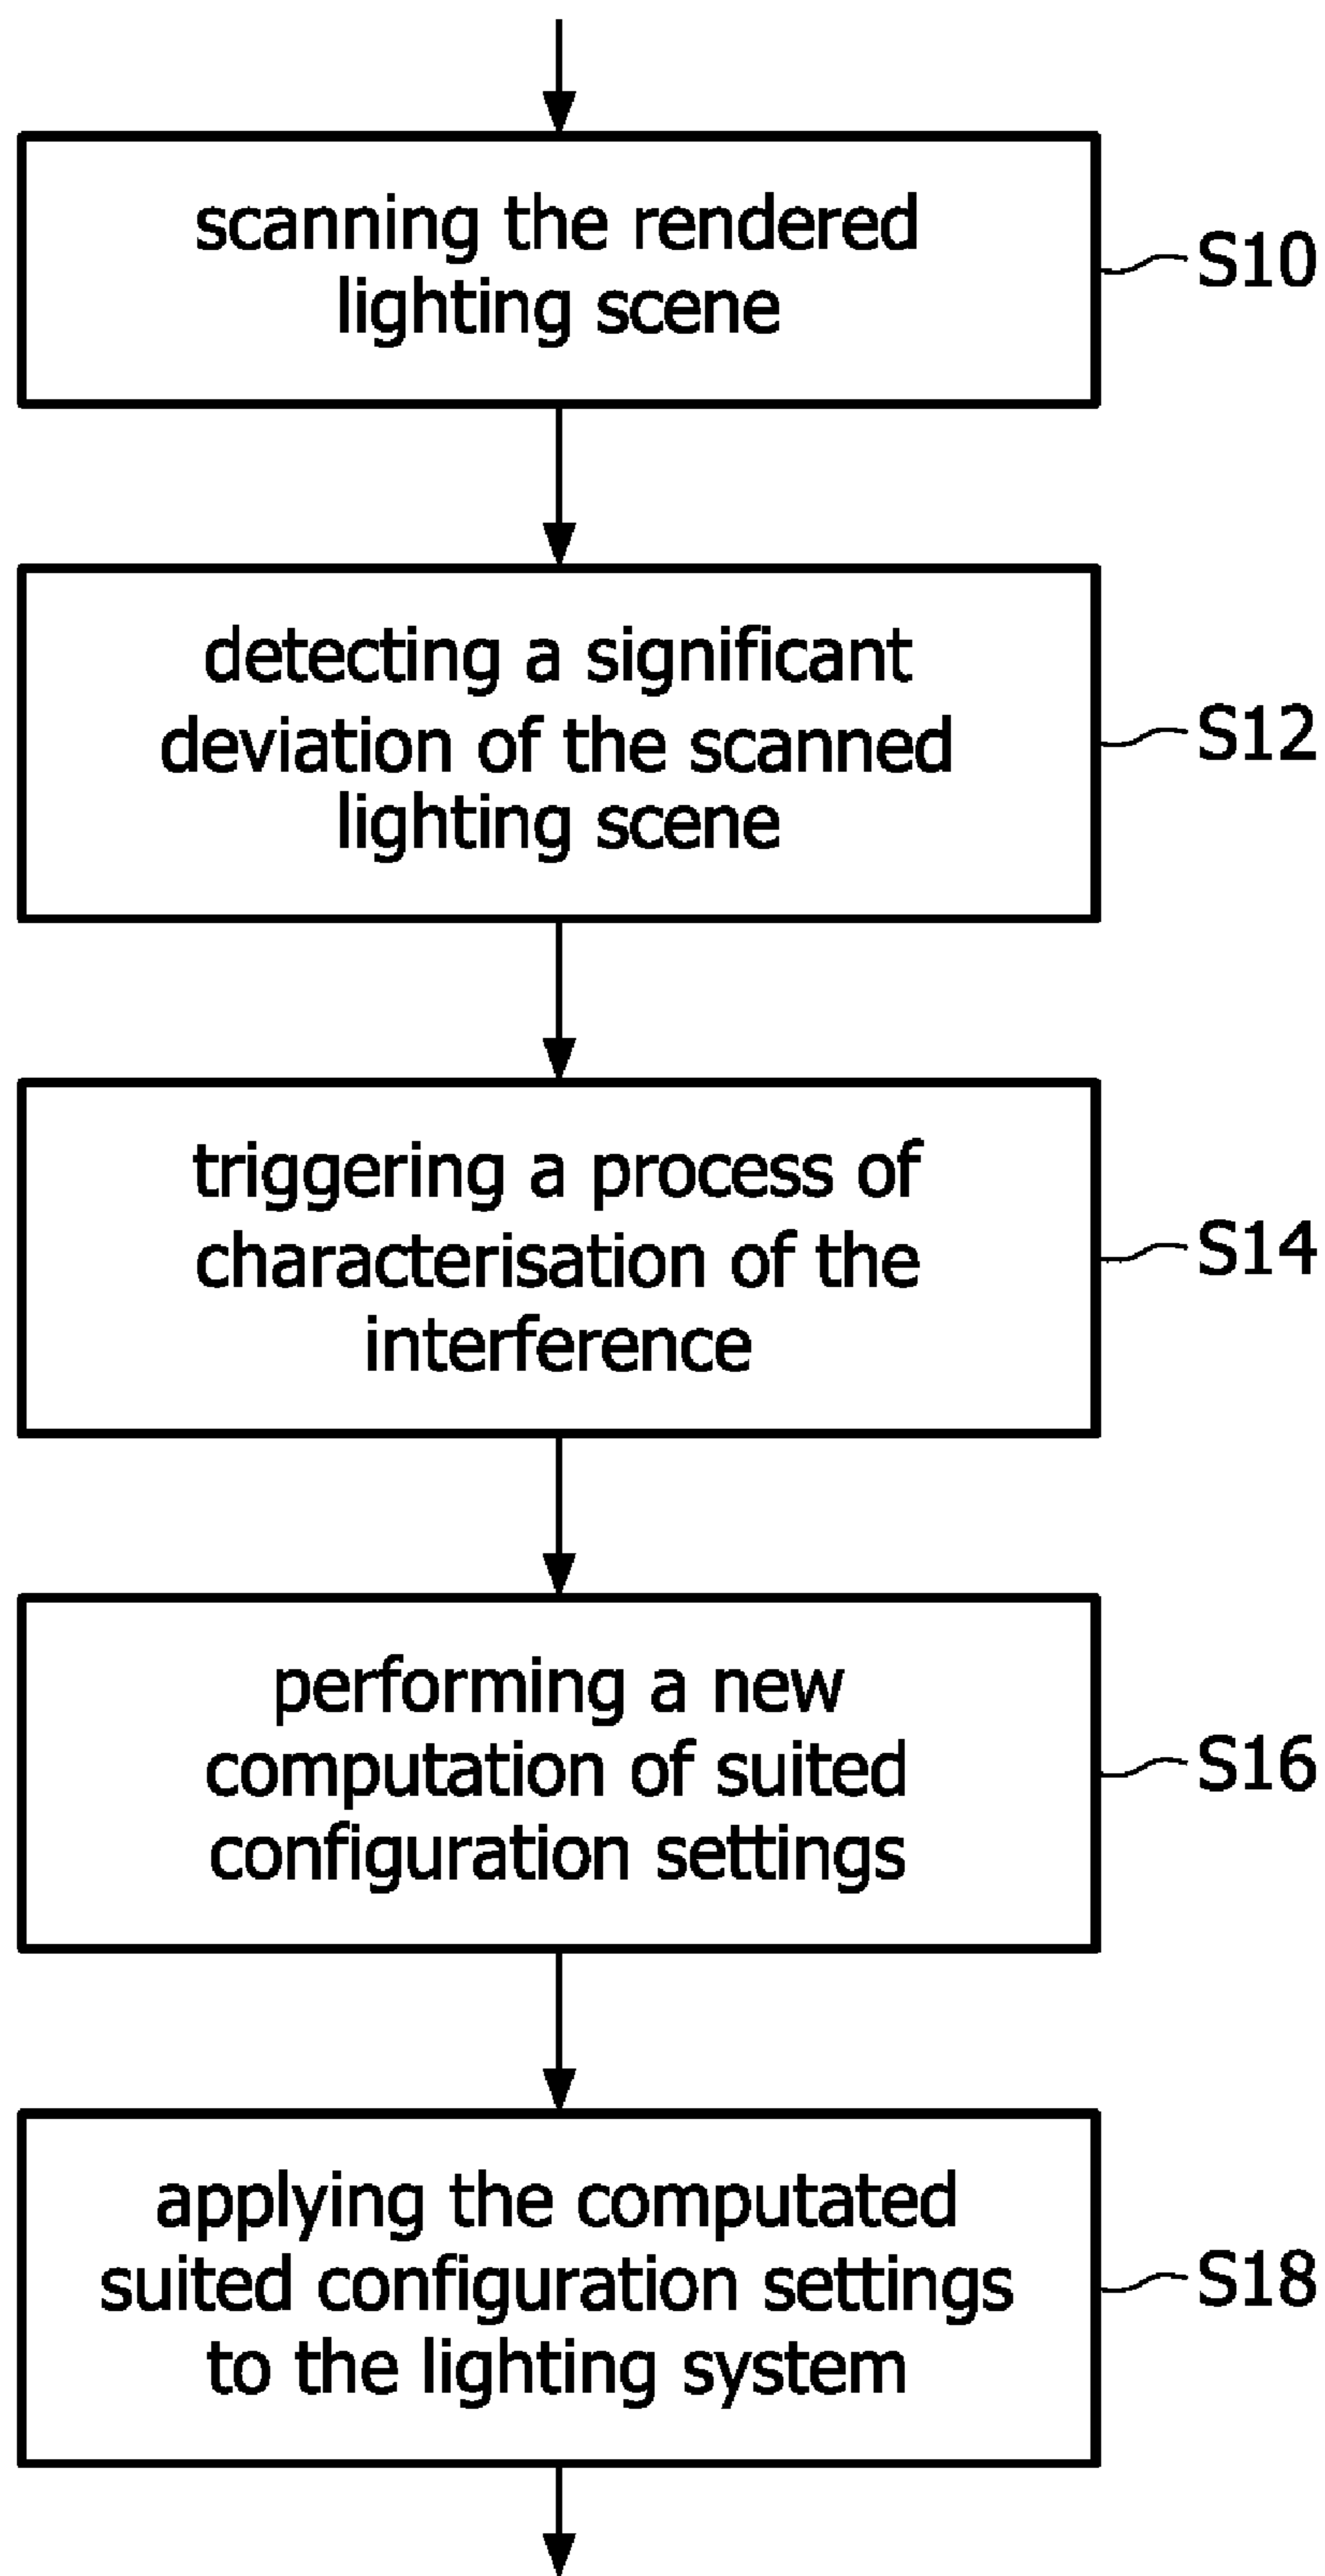 scanning the rendered
lighting scene
S10
detecting a significant
deviation of the scanned
lighting scene
S12
triggering a process of
characterisation of the
interference
S14
performing a new
computation of suited
configuration settings
S16
applying the computated
suited configuration settings
to the lighting system
S18